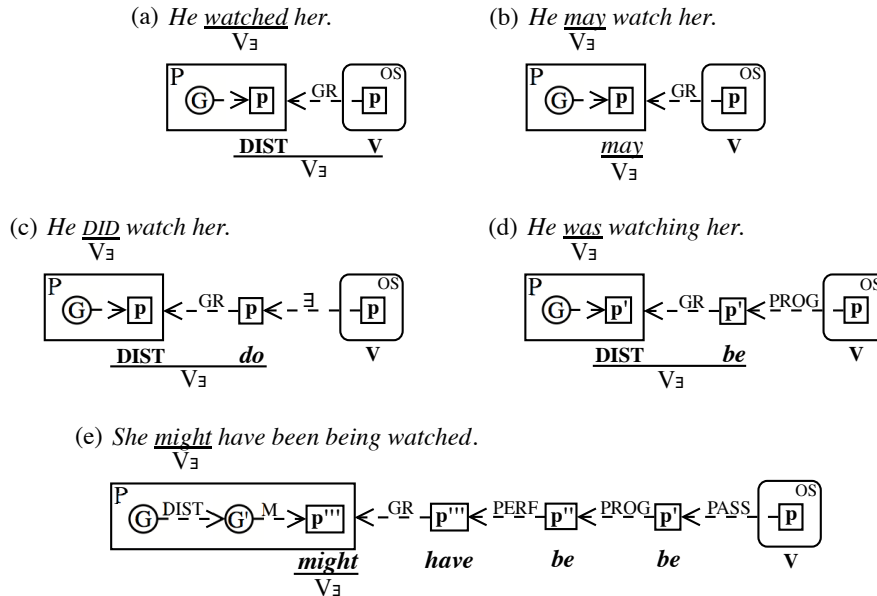 (a) He watched her.
V∃
P G p GR p OS
DIST V
V∃
(b) He may watch her.
V∃
P G p GR p OS
may V
V∃
(c) He DID watch her.
V∃
P G p GR p ∃ p OS
DIST do V
V∃
(d) He was watching her.
V∃
P G p' GR p' PROG p OS
DIST be V
V∃
(e) She might have been being watched.
V∃
P G DIST G' M p''' GR p''' PERF p'' PROG p' PASS p OS
might have be be V
V∃